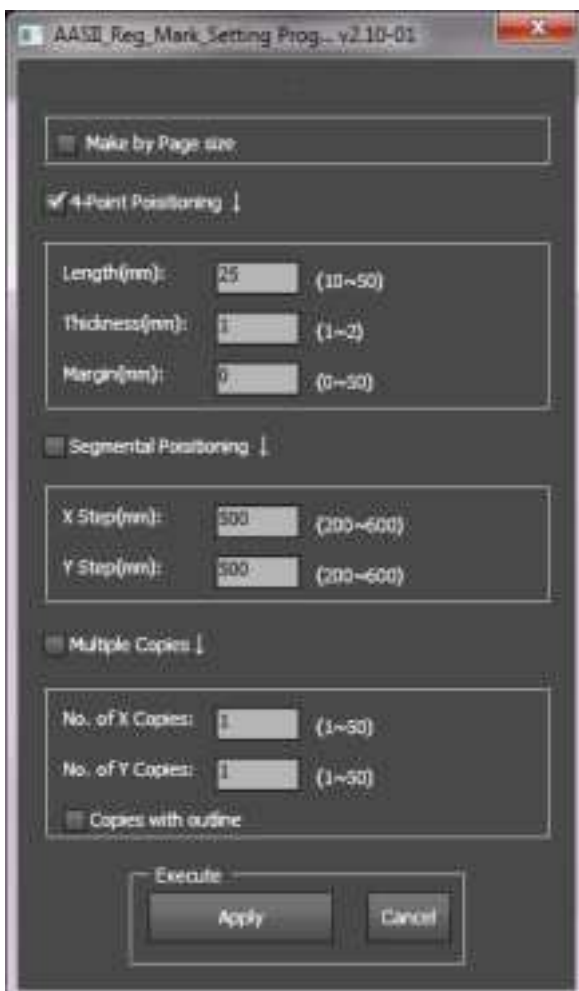 AASII_Reg_Mark_Setting Prog... v2.10-01
Make by Page size
4-Point Poisitioning ↓
Length(mm): 25 (10~50)
Thickness(mm): 1 (1~2)
Margin(mm): 0 (0~50)
Segmental Poisitioning ↓
X Step(mm): 500 (200~600)
Y Step(mm): 500 (200~600)
Multiple Copies ↓
No. of X Copies: 1 (1~50)
No. of Y Copies: 1 (1~50)
Copies with outline
Execute
Apply Cancel